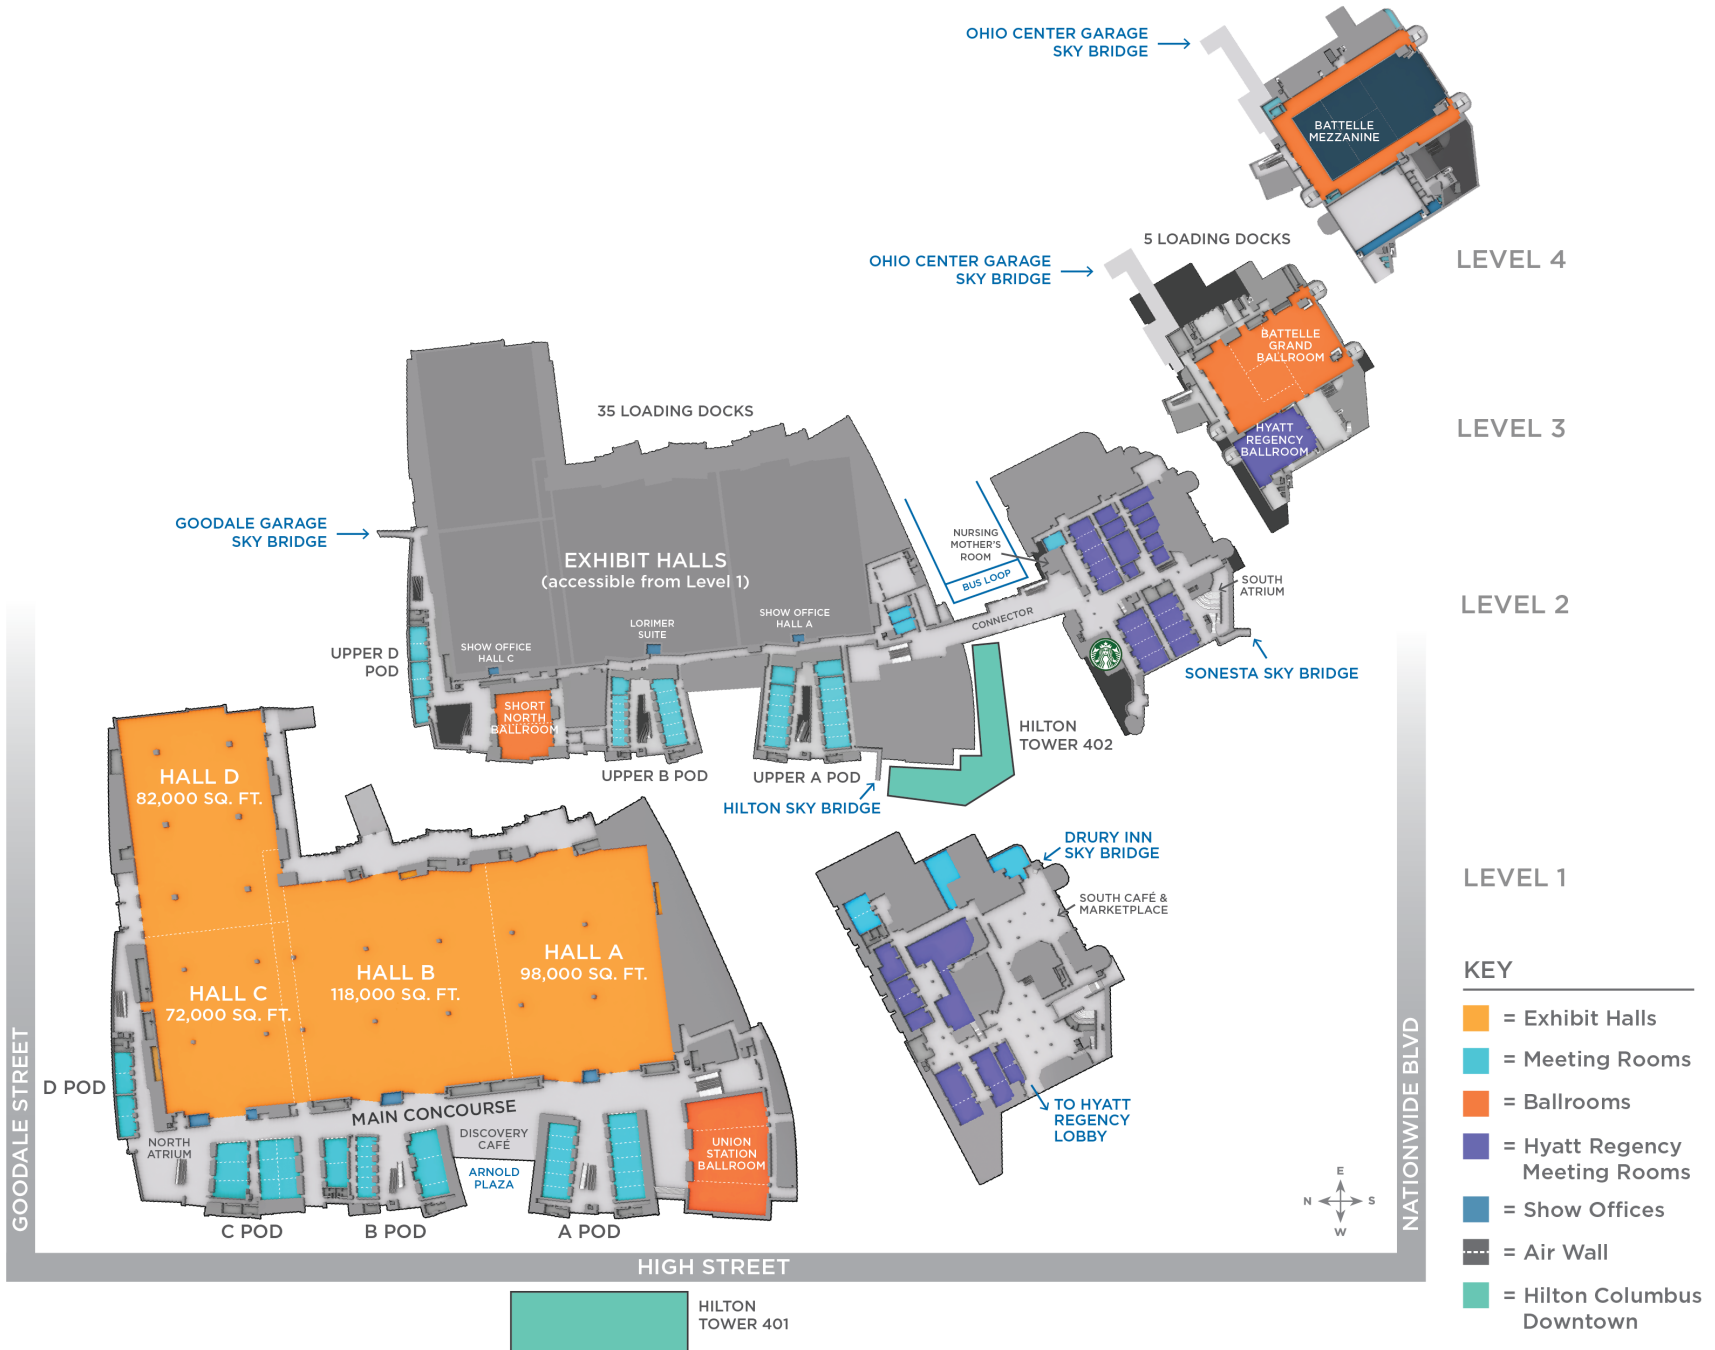 OHIO CENTER GARAGE
SKY BRIDGE
BATTELLE
MEZZANINE
LEVEL 4
5 LOADING DOCKS
OHIO CENTER GARAGE
SKY BRIDGE
BATTELLE
GRAND
BALLROOM
HYATT
REGENCY
BALLROOM
LEVEL 3
35 LOADING DOCKS
GOODALE GARAGE
SKY BRIDGE
EXHIBIT HALLS
(accessible from Level 1)
NURSING
MOTHER'S
ROOM
BUS LOOP
SOUTH
ATRIUM
LEVEL 2
CONNECTOR
SHOW OFFICE
HALL A
LORIMER
SUITE
SHOW OFFICE
HALL C
UPPER D
POD
SONESTA SKY BRIDGE
SHORT
NORTH
BALLROOM
HILTON
TOWER 402
UPPER B POD
UPPER A POD
HILTON SKY BRIDGE
HALL D
82,000 SQ. FT.
DRURY INN
SKY BRIDGE
SOUTH CAFÉ &
MARKETPLACE
LEVEL 1
HALL A
98,000 SQ. FT.
HALL B
118,000 SQ. FT.
HALL C
72,000 SQ. FT.
D POD
MAIN CONCOURSE
NORTH
ATRIUM
DISCOVERY
CAFÉ
ARNOLD
PLAZA
UNION
STATION
BALLROOM
TO HYATT
REGENCY
LOBBY
C POD
B POD
A POD
GOODALE STREET
HIGH STREET
NATIONWIDE BLVD
E
N
S
W
HILTON
TOWER 401
KEY
= Exhibit Halls
= Meeting Rooms
= Ballrooms
= Hyatt Regency
Meeting Rooms
= Show Offices
= Air Wall
= Hilton Columbus
Downtown